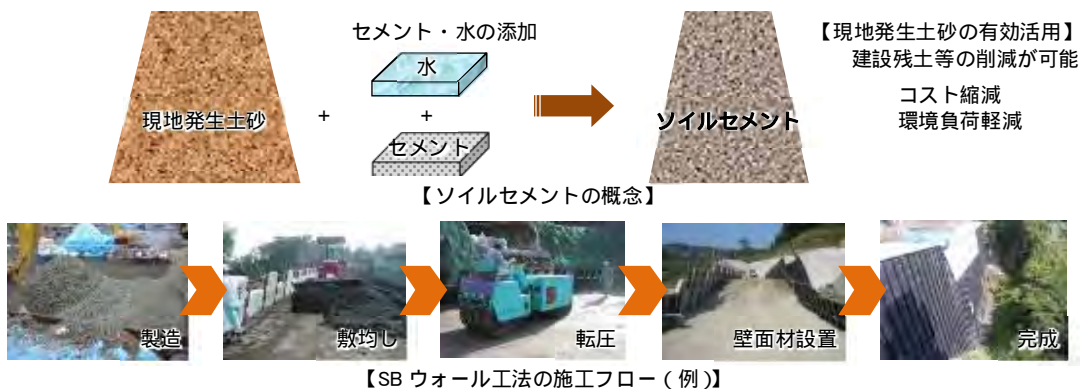 セメント・水の添加
水
現地発生土砂
+
+
セメント
ソイルセメント
【現地発生土砂の有効活用】
建設残土等の削減が可能
コスト縮減
環境負荷軽減
【ソイルセメントの概念】
製造
敷均し
転圧
壁面材設置
完成
【SBウォール工法の施工フロー(例)】